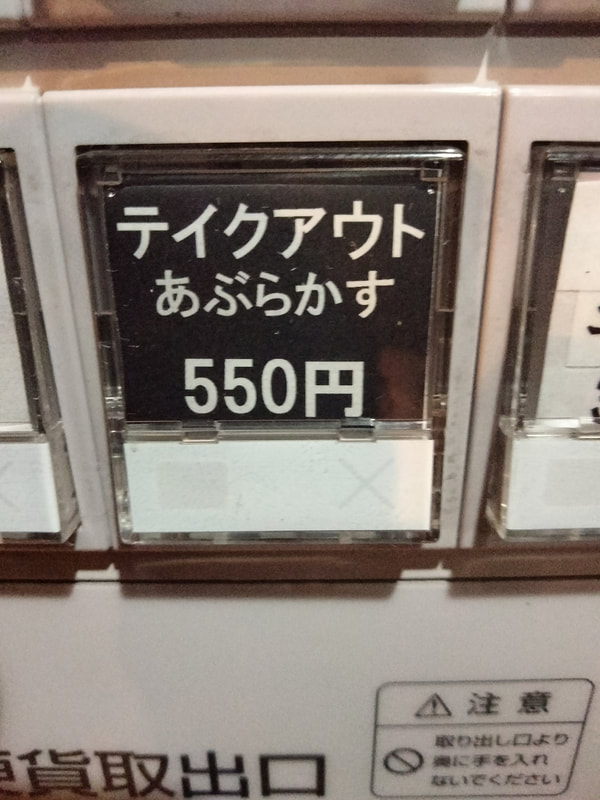 テイクアウト
あぶらかす
550円
注意
取り出し口より
奥に手を入れ
ないでください
貨取出口